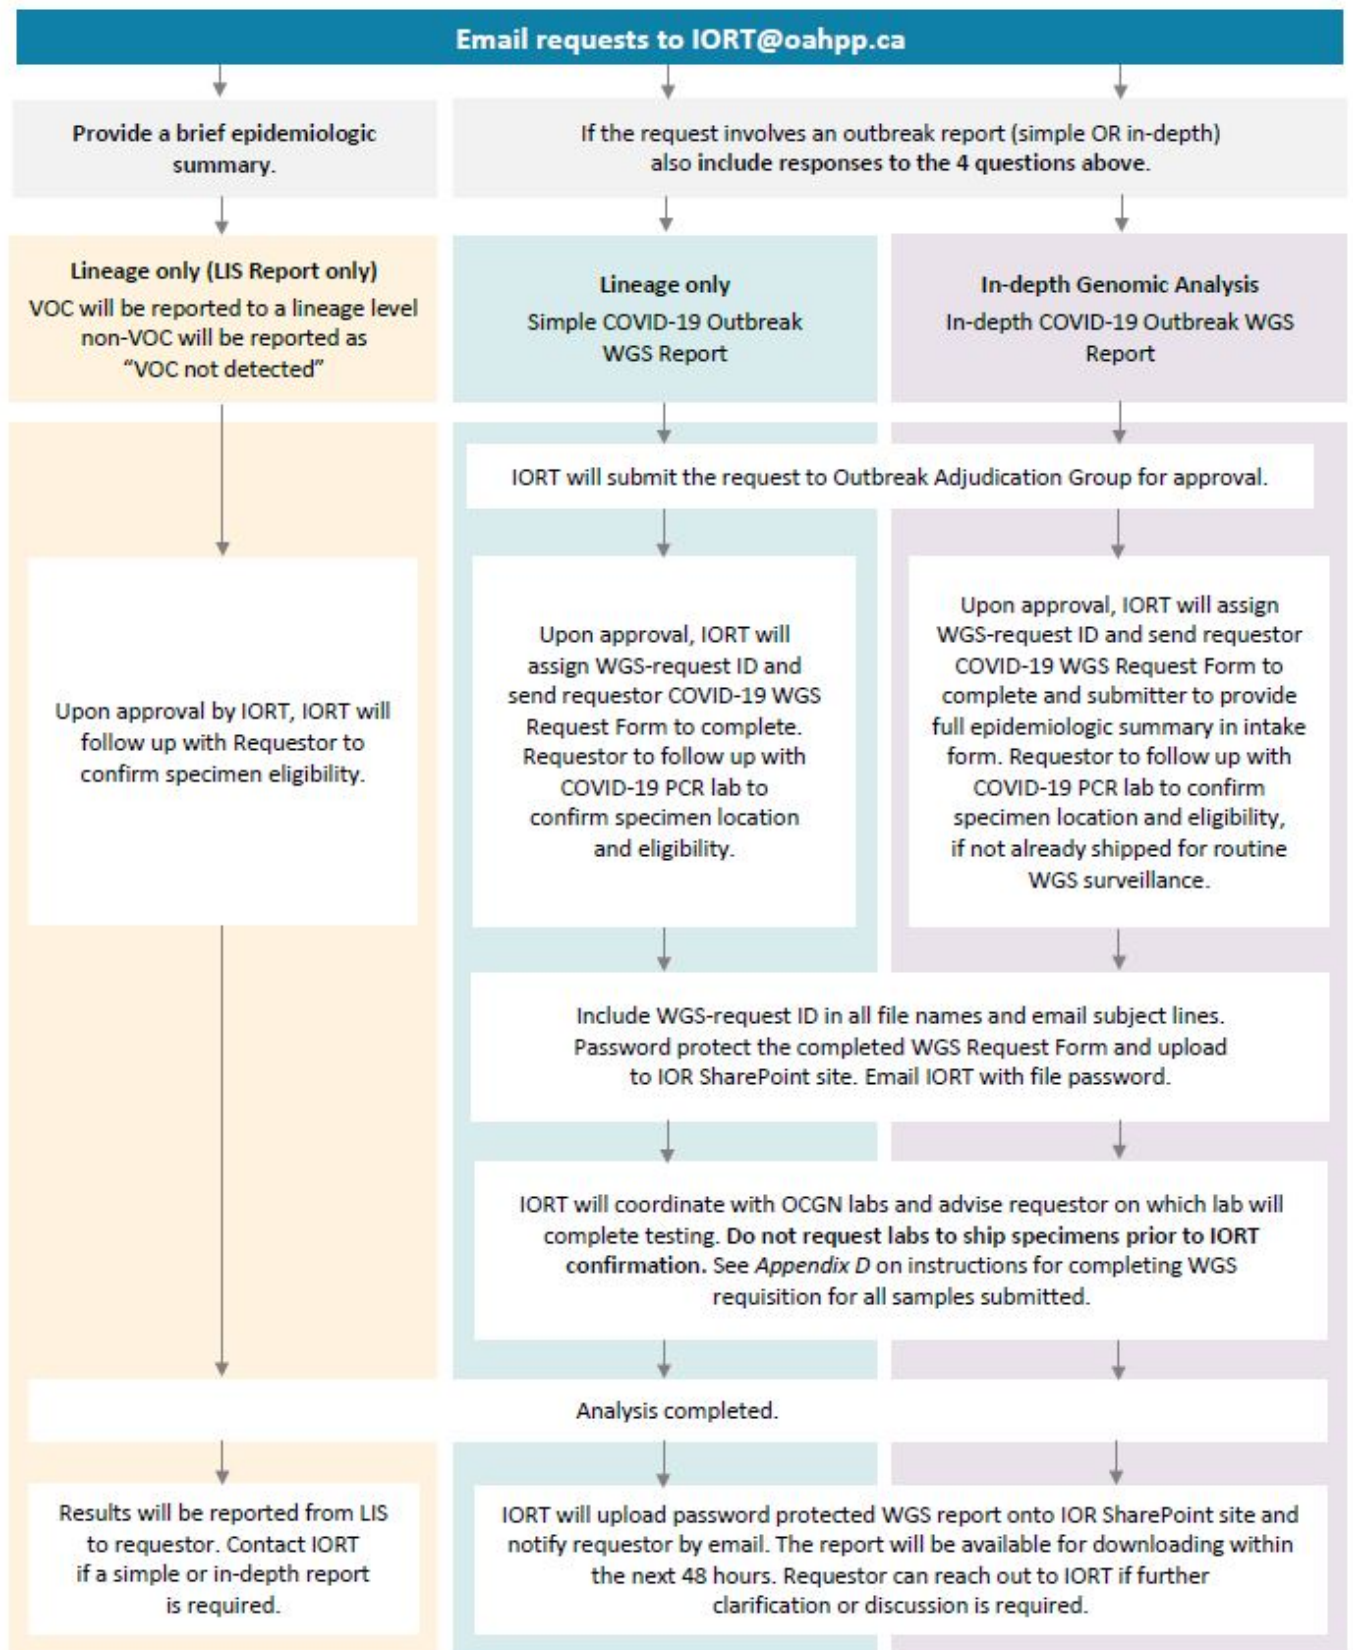 Email requests to IORT@oahpp.ca
Provide a brief epidemiologic
summary.
If the request involves an outbreak report (simple OR in-depth)
also include responses to the 4 questions above.
Lineage only (LIS Report only)
VOC will be reported to a lineage level
non-VOC will be reported as
“VOC not detected”
Lineage only
Simple COVID-19 Outbreak
WGS Report
In-depth Genomic Analysis
In-depth COVID-19 Outbreak WGS
Report
IORT will submit the request to Outbreak Adjudication Group for approval.
Upon approval by IORT, IORT will
follow up with Requestor to
confirm specimen eligibility.
Upon approval, IORT will
assign WGS-request ID and
send requestor COVID-19 WGS
Request Form to complete.
Requestor to follow up with
COVID-19 PCR lab to
confirm specimen location
and eligibility.
Upon approval, IORT will assign
WGS-request ID and send requestor
COVID-19 WGS Request Form to
complete and submitter to provide
full epidemiologic summary in intake
form. Requestor to follow up with
COVID-19 PCR lab to confirm
specimen location and eligibility,
if not already shipped for routine
WGS surveillance.
Include WGS-request ID in all file names and email subject lines.
Password protect the completed WGS Request Form and upload
to IOR SharePoint site. Email IORT with file password.
IORT will coordinate with OCGN labs and advise requestor on which lab will
complete testing. Do not request labs to ship specimens prior to IORT
confirmation. See Appendix D on instructions for completing WGS
requisition for all samples submitted.
Analysis completed.
Results will be reported from LIS
to requestor. Contact IORT
if a simple or in-depth report
is required.
IORT will upload password protected WGS report onto IOR SharePoint site and
notify requestor by email. The report will be available for downloading within
the next 48 hours. Requestor can reach out to IORT if further
clarification or discussion is required.